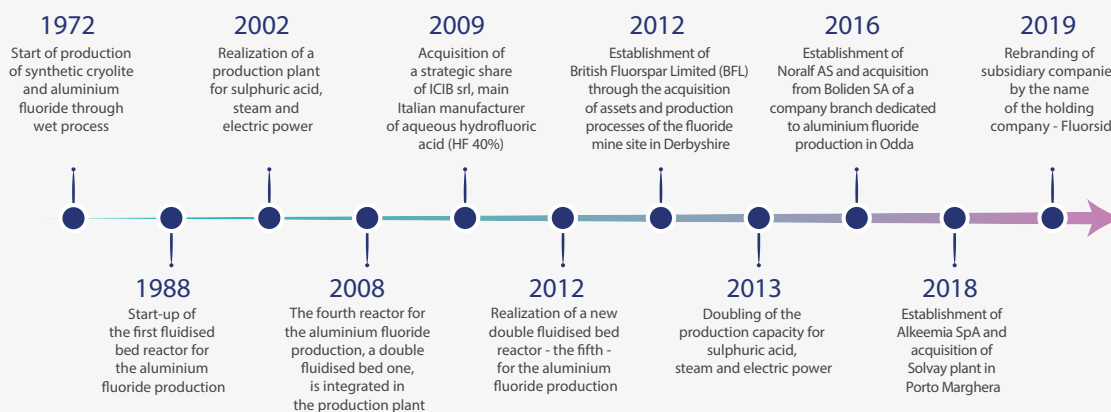 1972
Start of production
of synthetic cryolite
and aluminium
fluoride through
wet process
1988
Start-up of
the first fluidised
bed reactor for
the aluminium
fluoride production
2002
Realization of a
production plant
for sulphuric acid,
steam and
electric power
2008
The fourth reactor for
the aluminium fluoride
production, a double
fluidised bed one,
is integrated in
the production plant
2009
Acquisition of
a strategic share
of ICIB srl, main
Italian manufacturer
of aqueous hydrofluoric
acid (HF 40%)
2012
Realization of a new
double fluidised bed
reactor - the fifth -
for the aluminium
fluoride production
2012
Establishment of
British Fluorspar Limited (BFL)
through the acquisition
of assets and production
processes of the fluoride
mine site in Derbyshire
2013
Doubling of the
production capacity for
sulphuric acid,
steam and electric power
2016
Establishment of
Noralf AS and acquisition
from Boliden SA of a
company branch dedicated
to aluminium fluoride
production in Odda
2018
Establishment of
Alkeemia SpA and
acquisition of
Solvay plant in
Porto Marghera
2019
Rebranding of
subsidiary companie
by the name
of the holding
company - Fluorsid